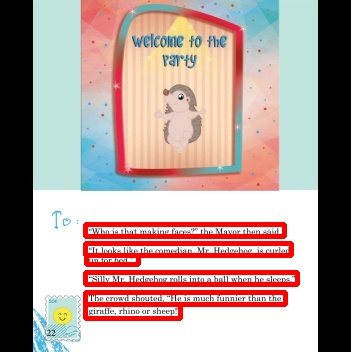 welcome to the
party
To:
"Who is that making faces?" the Mayor then said.
"It looks like the comedian, Mr. Hedgehog, is curled
up for bed."
"Silly Mr. Hedgehog rolls into a ball when he sleeps."
The crowd shouted, "He is much funnier than the
giraffe, rhino or sheep!"
22